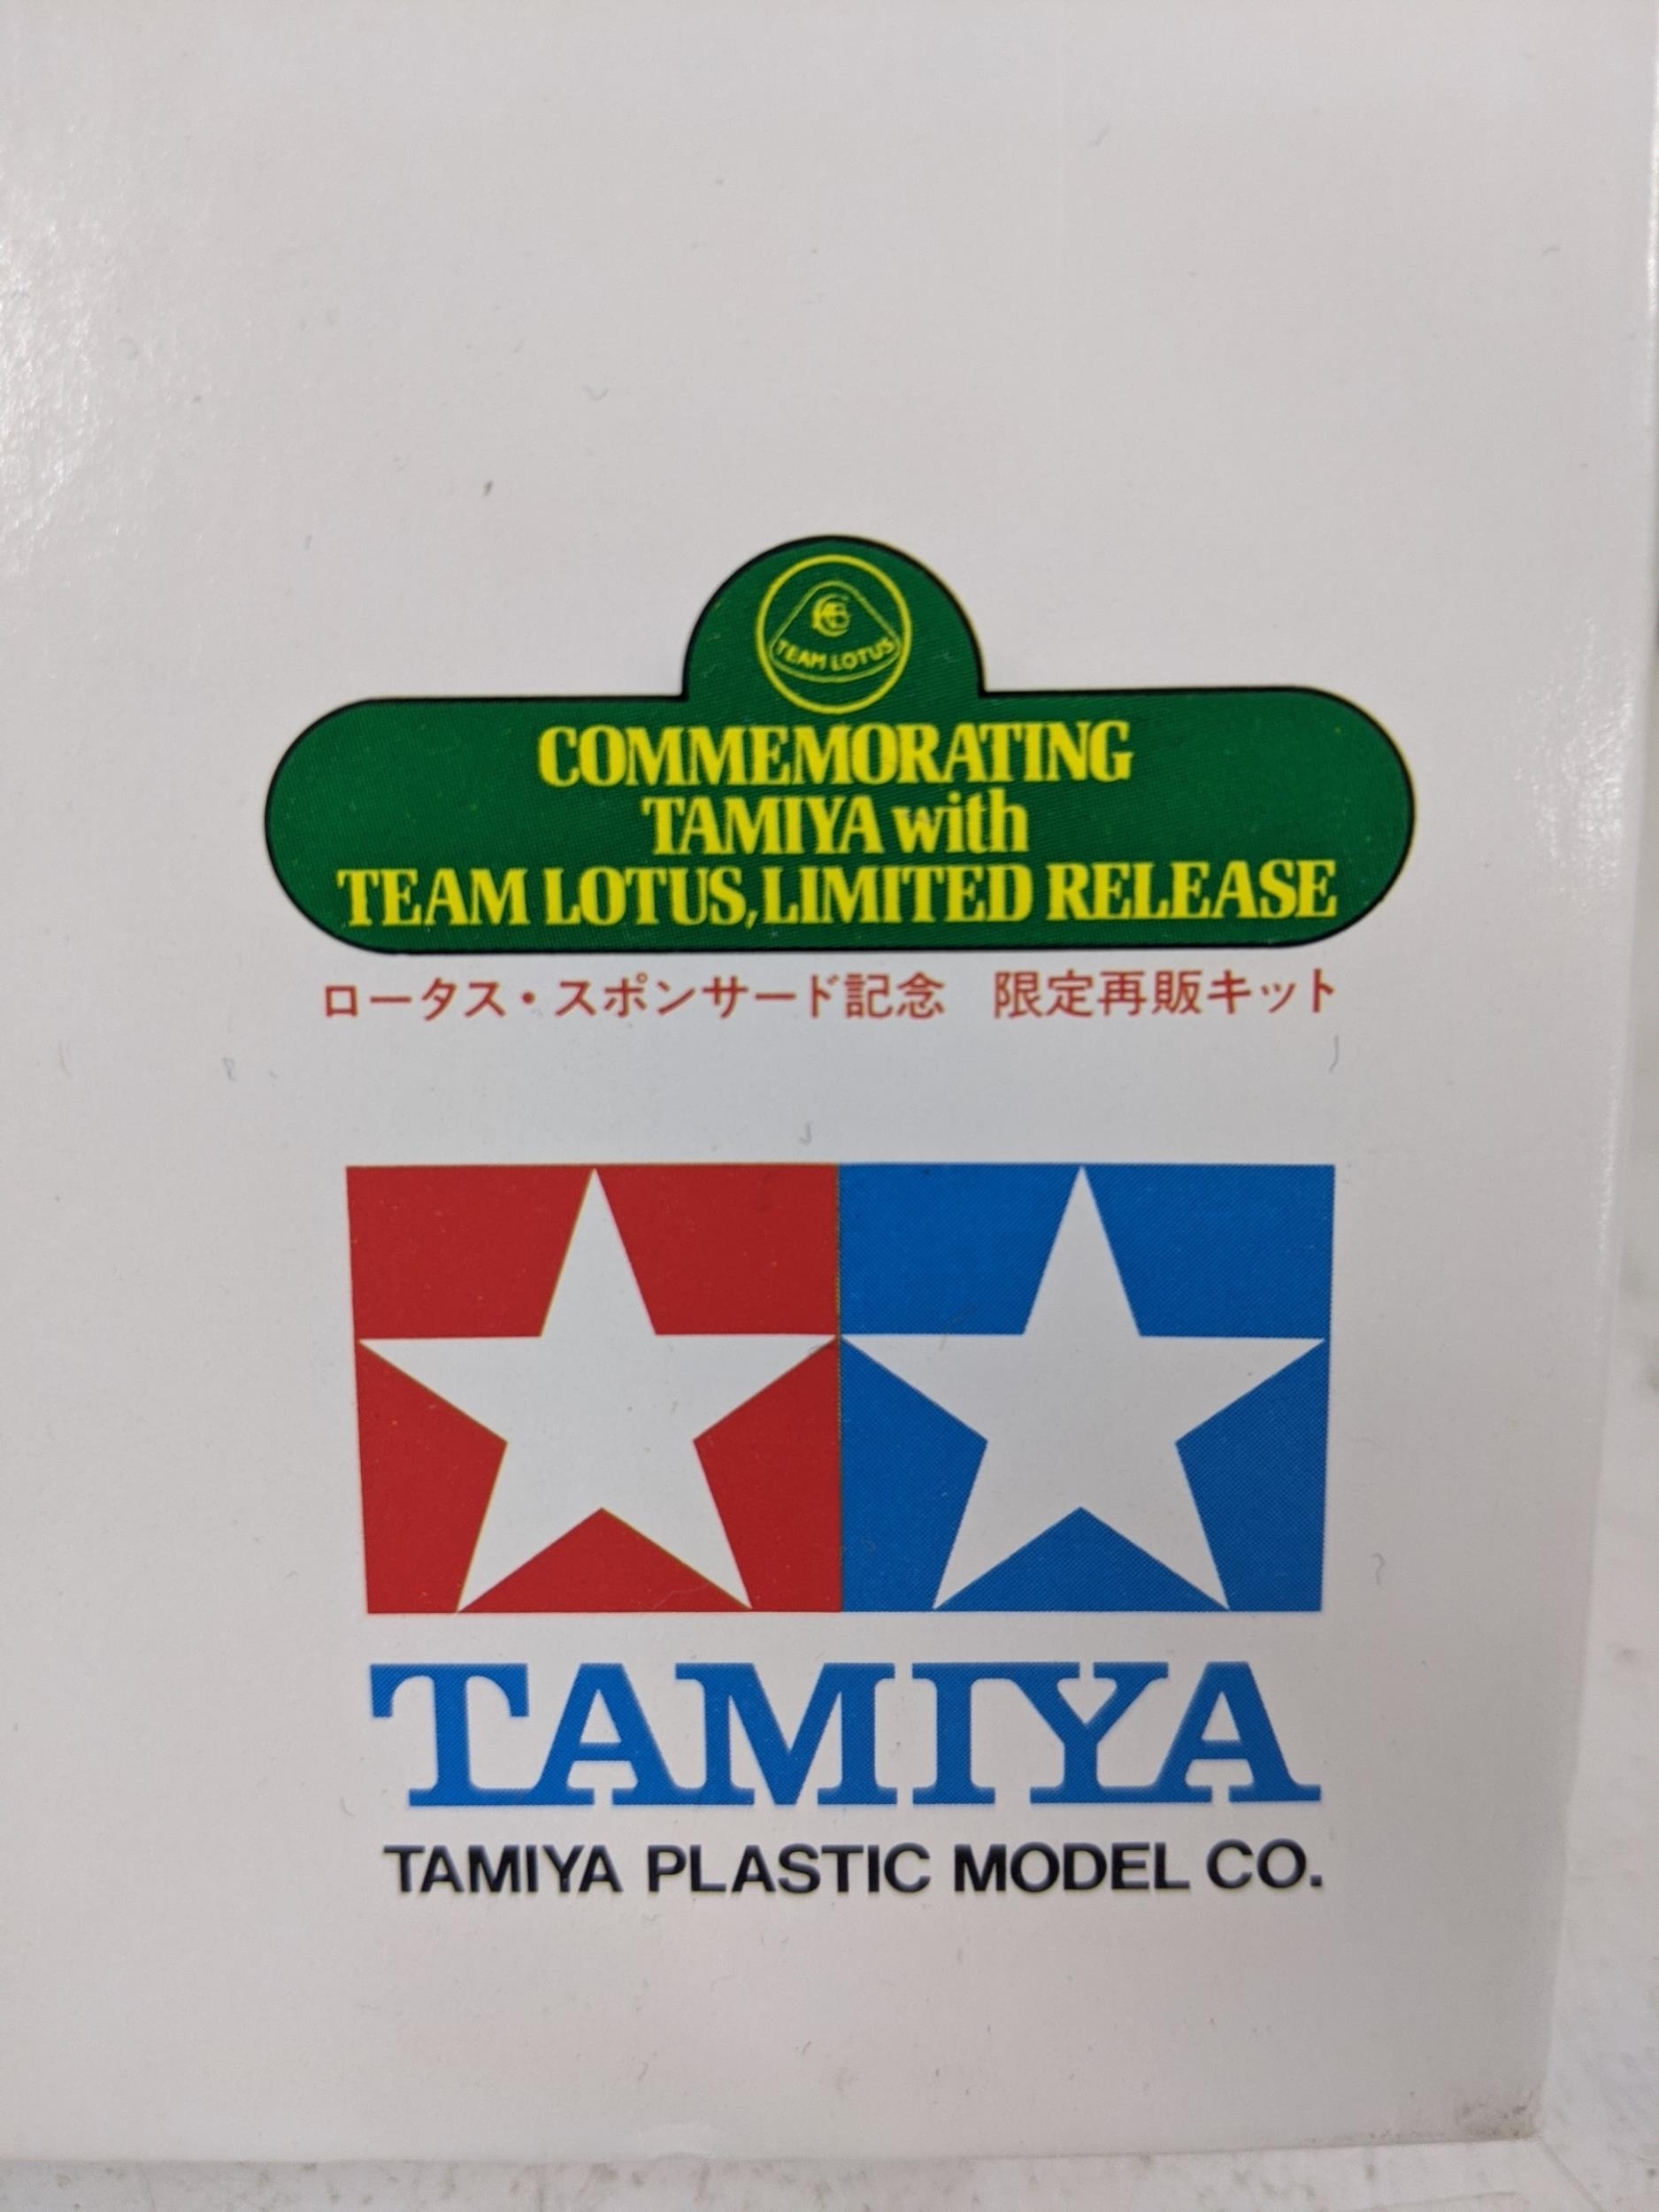 TEAM LOTUS
COMMEMORATING
TAMIYA with
TEAM LOTUS, LIMITED RELEASE
ロータス・スポンサード記念　限定再販キット
TAMIYA
TAMIYA PLASTIC MODEL CO.